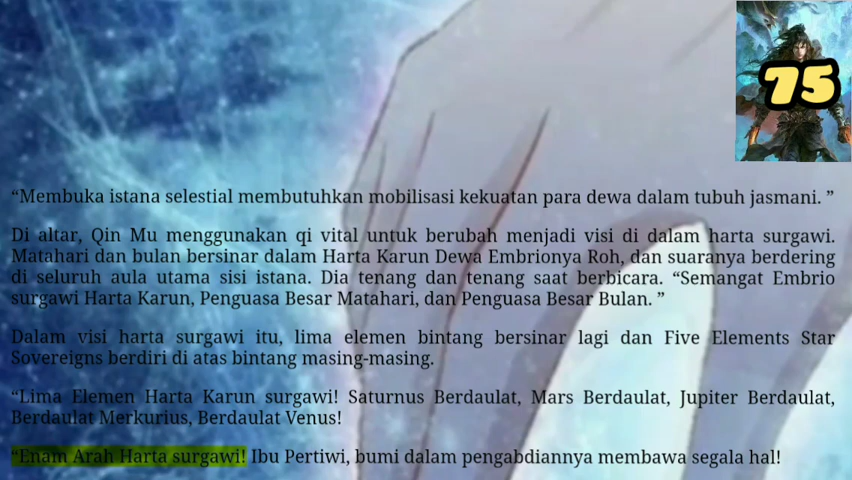 75
“Membuka istana selestial membutuhkan mobilisasi kekuatan para dewa dalam tubuh jasmani. ”
Di altar, Qin Mu menggunakan qi vital untuk berubah menjadi visi di dalam harta surgawi.
Matahari dan bulan bersinar dalam Harta Karun Dewa Embrionya Roh, dan suaranya berdering
di seluruh aula utama sisi istana. Dia tenang dan tenang saat berbicara. “Semangat Embrio
surgawi Harta Karun, Penguasa Besar Matahari, dan Penguasa Besar Bulan. ”
Dalam visi harta surgawi itu, lima elemen bintang bersinar lagi dan Five Elements Star
Sovereigns berdiri di atas bintang masing-masing.
“Lima Elemen Harta Karun surgawi! Saturnus Berdaulat, Mars Berdaulat, Jupiter Berdaulat,
Berdaulat Merkurius, Berdaulat Venus!
“Enam Arah Harta surgawi! Ibu Pertiwi, bumi dalam pengabdiannya membawa segala hal!